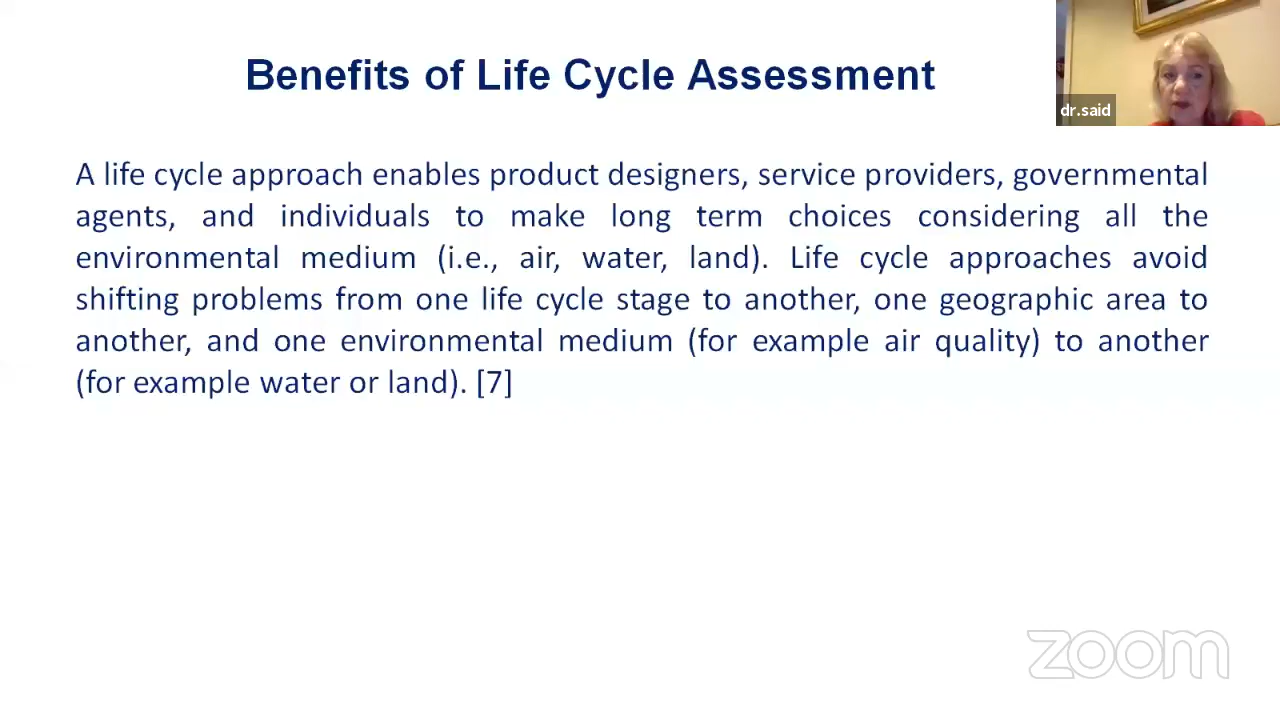 Benefits of Life Cycle Assessment
dr.said
A life cycle approach enables product designers, service providers, governmental
agents, and individuals to make long term choices considering all the
environmental medium (i.e., air, water, land). Life cycle approaches avoid
shifting problems from one life cycle stage to another, one geographic area to
another, and one environmental medium (for example air quality) to another
(for example water or land). [7]
zoom